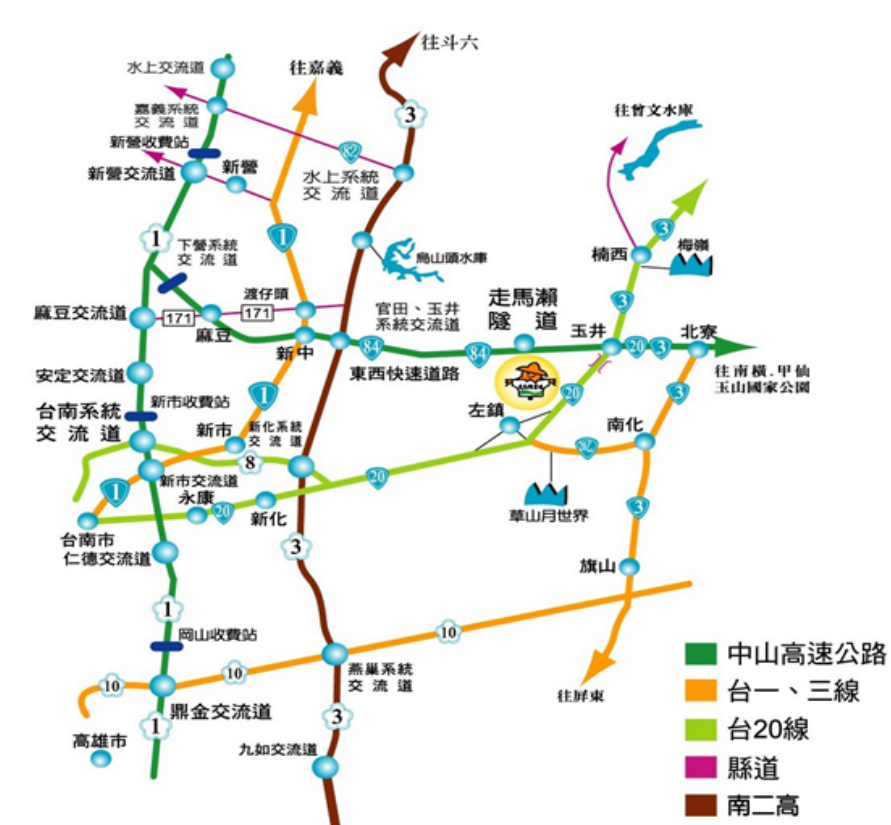 往斗六
水上交流道
往嘉義
嘉義系統
交流道
3
往曾文水庫
新營收費站
82
新營交流道
新營
水上系統
交流道
3
1
1
下營系統
交流道
烏山頭水庫
楠西
梅嶺
渡仔頭
3
麻豆交流道
171
171
官田、玉井
系統交流道
走馬瀨
隧道
玉井
北寮
麻豆
新中
84
84
20
3
東西快速道路
往南橫.甲仙
玉山國家公園
安定交流道
1
20
3
新市收費站
台南系統
交流道
左鎮
新市
新化系統
交流道
南化
8
新市交流道
20
1
永康
20
新化
草山月世界
3
台南市
仁德交流道
3
旗山
1
岡山收費站
10
10
10
燕巢系統
交流道
中山高速公路
往屏東
台一、三線
鼎金交流道
3
1
台20線
高雄市
九如交流道
縣道
南二高